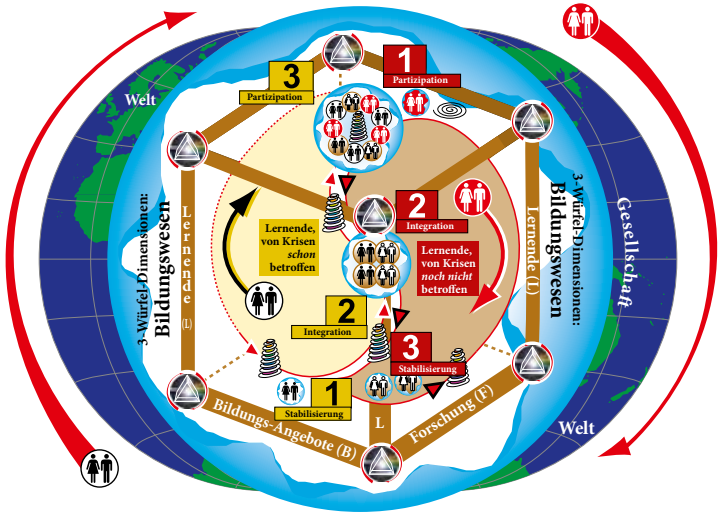 3
Partizipation
1
Partizipation
Welt
3-Würfel-Dimensionen:
Bildungswesen
Lernende
(L)
2
Integration
Lernende,
von Krisen
schon
betroffen
Lernende,
von Krisen
noch nicht
betroffen
Lernende (L)
3-Würfel-Dimensionen:
Bildungswesen
Gesellschaft
2
Integration
3
Stabilisierung
1
Stabilisierung
Bildungs-Angebote (B)
L
Forschung (F)
Welt